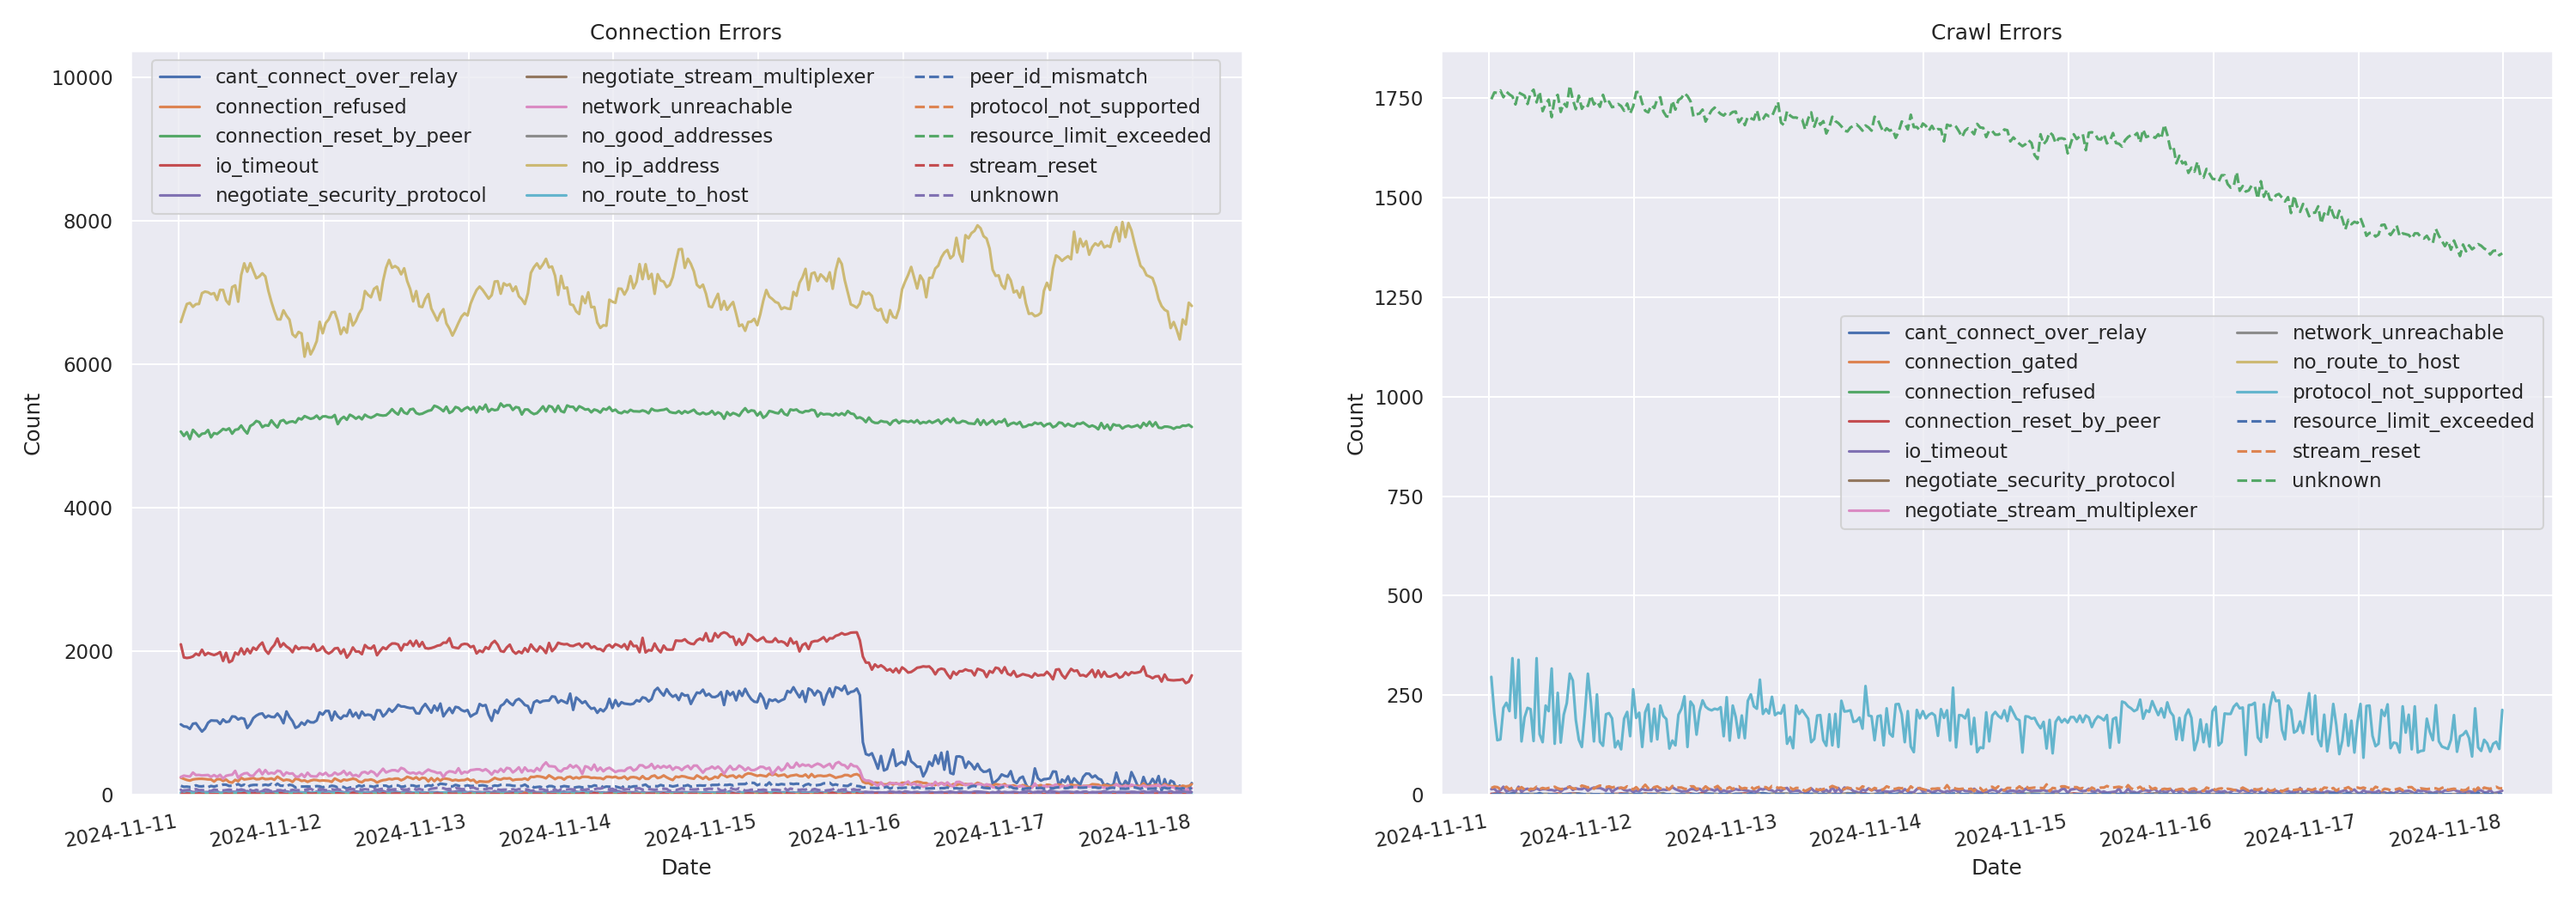 Connection Errors
10000
8000
6000
4000
2000
0
Count
cant_connect_over_relay
connection_refused
connection_reset_by_peer
io_timeout
negotiate_security_protocol
negotiate_stream_multiplexer
network_unreachable
no_good_addresses
no_ip_address
no_route_to_host
peer_id_mismatch
protocol_not_supported
resource_limit_exceeded
stream_reset
unknown
2024-11-11
2024-11-12
2024-11-13
2024-11-14
2024-11-15
2024-11-16
2024-11-17
2024-11-18
Date
Crawl Errors
1750
1500
1250
1000
750
500
250
0
Count
cant_connect_over_relay
connection_gated
connection_refused
connection_reset_by_peer
io_timeout
negotiate_security_protocol
negotiate_stream_multiplexer
network_unreachable
no_route_to_host
protocol_not_supported
resource_limit_exceeded
stream_reset
unknown
2024-11-11
2024-11-12
2024-11-13
2024-11-14
2024-11-15
2024-11-16
2024-11-17
2024-11-18
Date